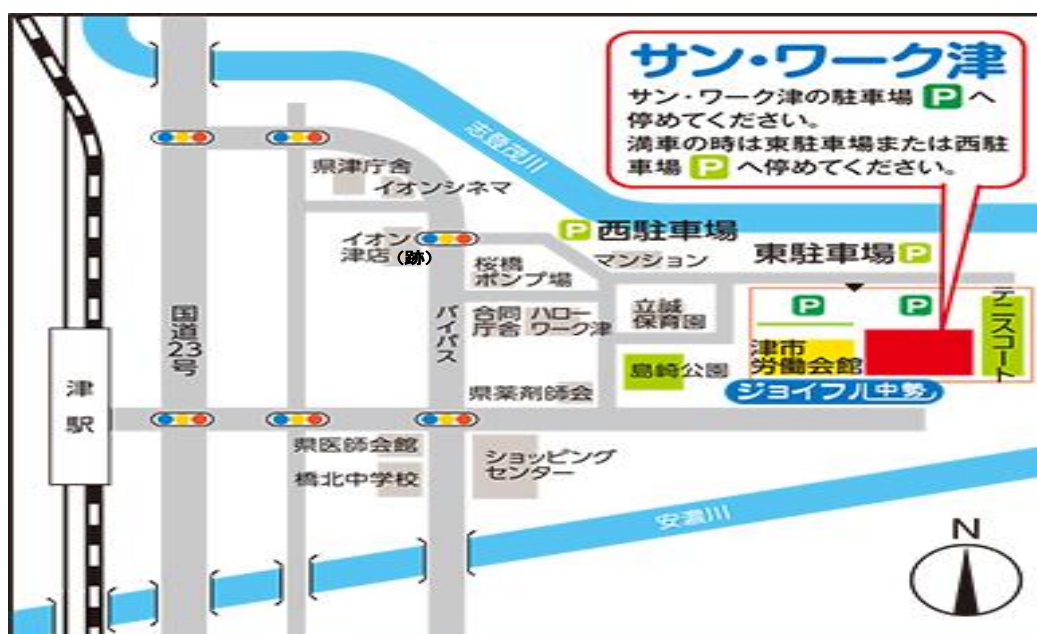 サン・ワーク津
サン・ワーク津の駐車場 P へ
停めてください。
満車の時は東駐車場または西駐
車場 P へ停めてください。
志登茂川
県津庁舎
イオンシネマ
イオン
津店(跡)
P 西駐車場
マンション
東駐車場 P
桜橋
ポンプ場
国道23号
バイパス
合同
庁舎
ハロー
ワーク津
立誠
保育園
P
P
テニスコート
津市
労働会館
島崎公園
ジョイフル中勢
津駅
県薬剤師会
県医師会館
橋北中学校
ショッピング
センター
安濃川
N